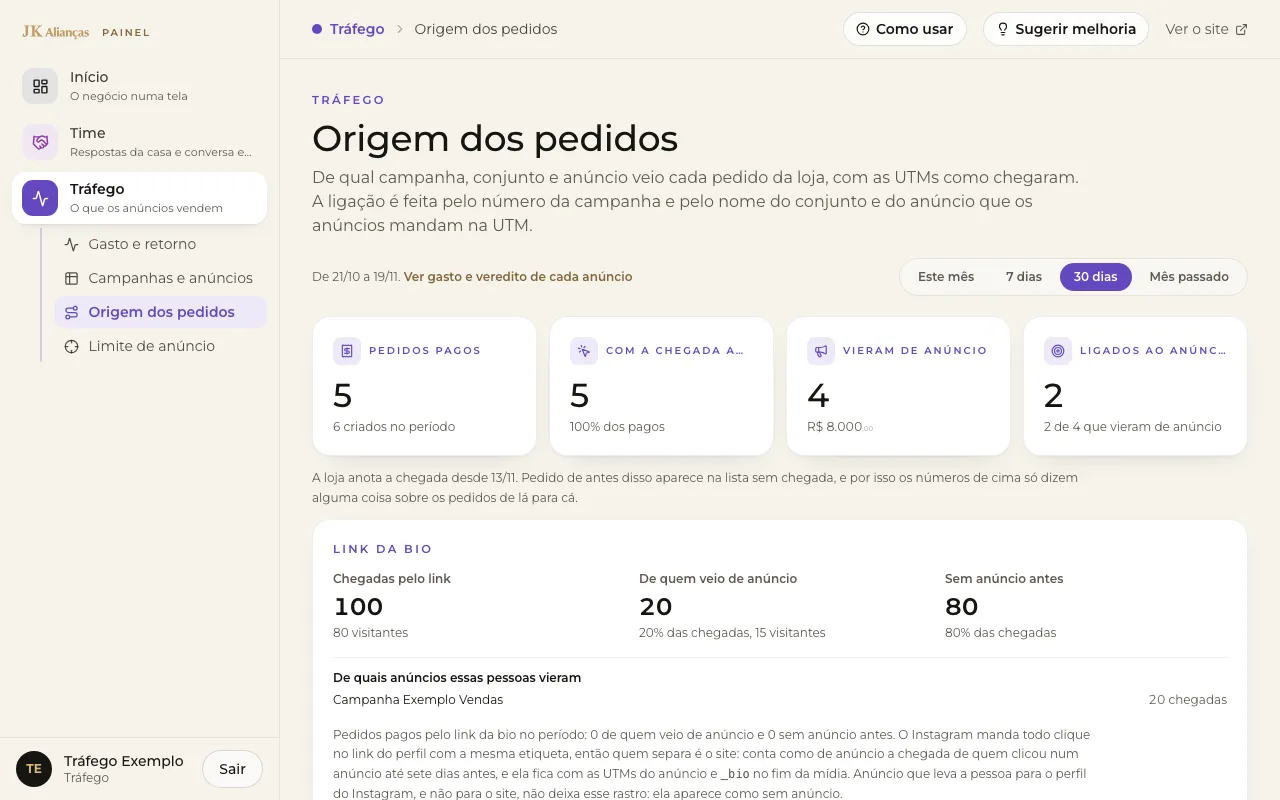 JK Alianças PAINEL
Início
O negócio numa tela
Time
Respostas da casa e conversa e...
Tráfego
O que os anúncios vendem
Gasto e retorno
Campanhas e anúncios
Origem dos pedidos
Limite de anúncio
TE
Tráfego Exemplo
Tráfego
Sair
Tráfego > Origem dos pedidos
Como usar
Sugerir melhoria
Ver o site
TRÁFEGO
Origem dos pedidos
De qual campanha, conjunto e anúncio veio cada pedido da loja, com as UTMs como chegaram.
A ligação é feita pelo número da campanha e pelo nome do conjunto e do anúncio que os
anúncios mandam na UTM.
De 21/10 a 19/11. Ver gasto e veredito de cada anúncio
Este mês
7 dias
30 dias
Mês passado
PEDIDOS PAGOS
5
6 criados no período
COM A CHEGADA A...
5
100% dos pagos
VIERAM DE ANÚNCIO
4
R$ 8.000,00
LIGADOS AO ANÚNC...
2
2 de 4 que vieram de anúncio
A loja anota a chegada desde 13/11. Pedido de antes disso aparece na lista sem chegada, e por isso os números de cima só dizem
alguma coisa sobre os pedidos de lá para cá.
LINK DA BIO
Chegadas pelo link
100
80 visitantes
De quem veio de anúncio
20
20% das chegadas, 15 visitantes
Sem anúncio antes
80
80% das chegadas
De quais anúncios essas pessoas vieram
Campanha Exemplo Vendas
20 chegadas
Pedidos pagos pelo link da bio no período: 0 de quem veio de anúncio e 0 sem anúncio antes. O Instagram manda todo clique
no link do perfil com a mesma etiqueta, então quem separa é o site: conta como de anúncio a chegada de quem clicou num
anúncio até sete dias antes, e ela fica com as UTMs do anúncio e _bio no fim da mídia. Anúncio que leva a pessoa para o perfil
do Instagram, e não para o site, não deixa esse rastro: ela aparece como sem anúncio.